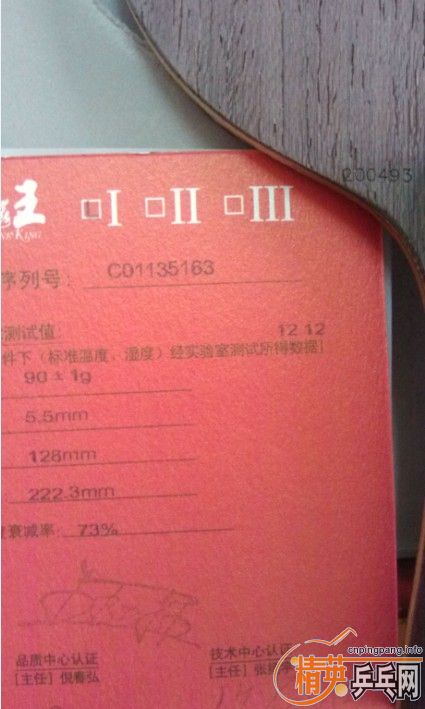 200493
王 □I □II □III
KING
序列号： C01135163
测试值： 12 12
件下（标准温度、湿度）经实验室测试所得数据]
90 ± 1g
5.5mm
128mm
222.3mm
衰减率： 73%
品质中心认证 技术中心认证
[主任] 倪春弘 [主任] 张
cnpingpang.info
精英乒乓网